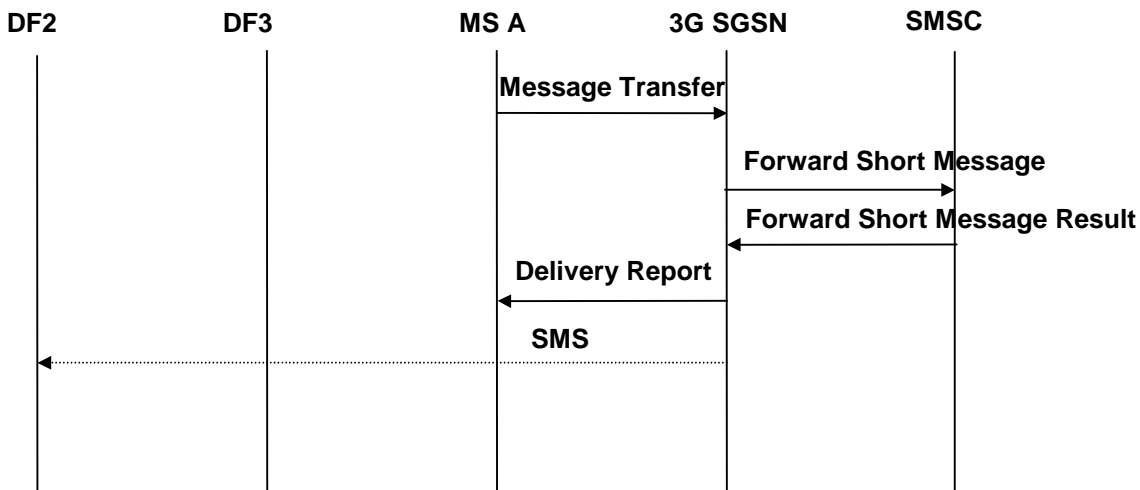 DF2 DF3 MS A 3G SGSN SMSC
Message Transfer
Forward Short Message
Forward Short Message Result
Delivery Report
SMS